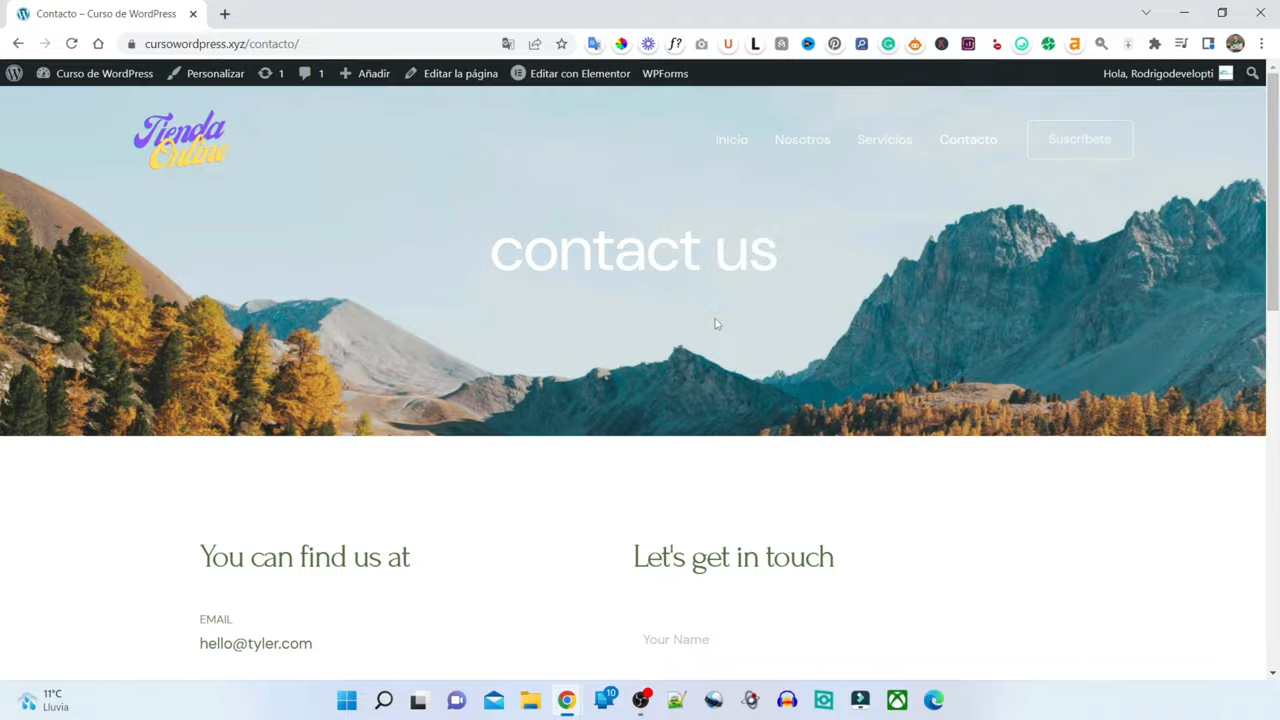 Contacto – Curso de WordPress
cursowordpress.xyz/contacto/
Curso de WordPress Personalizar 1 1 Añadir Editar la página Editar con Elementor WPForms Hola, Rodrigodevelopti
Tienda
Online
Inicio Nosotros Servicios Contacto Suscríbete
contact us
You can find us at Let's get in touch
EMAIL
hello@tyler.com
Your Name
11°C
Lluvia
10